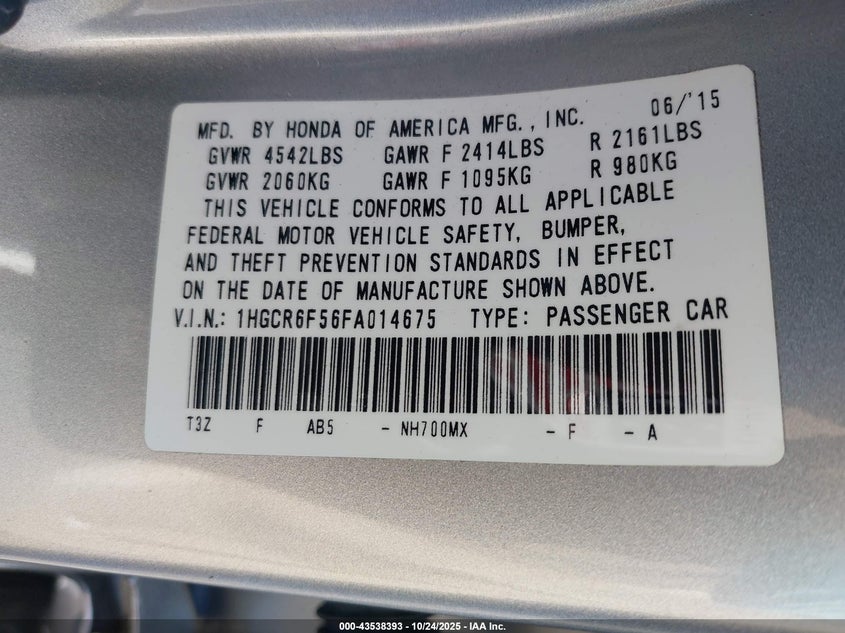 MFD. BY HONDA OF AMERICA MFG., INC. 06/'15
GVWR 4542LBS GAWR F 2414LBS R 2161LBS
GVWR 2060KG GAWR F 1095KG R 980KG
THIS VEHICLE CONFORMS TO ALL APPLICABLE
FEDERAL MOTOR VEHICLE SAFETY, BUMPER,
AND THEFT PREVENTION STANDARDS IN EFFECT
ON THE DATE OF MANUFACTURE SHOWN ABOVE.
V.I.N.: 1HGCR6F56FA014675 TYPE: PASSENGER CAR
T3Z F AB5 - NH700MX - F - A
000-43538393 - 10/24/2025 - IAA Inc.